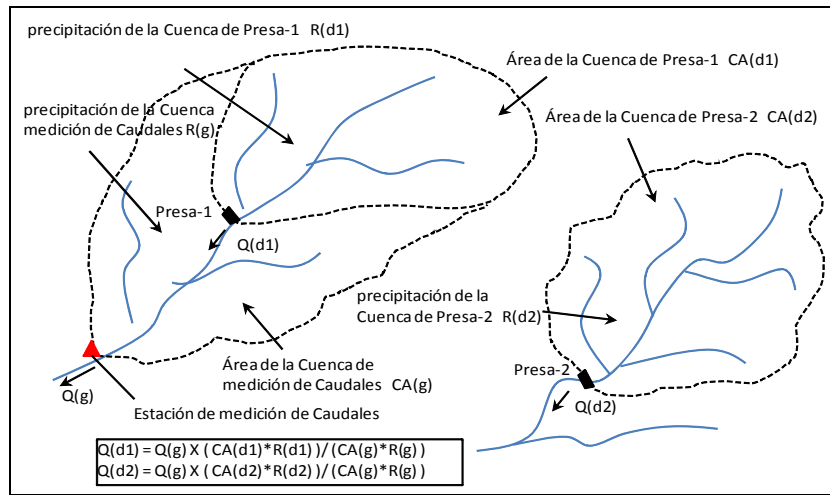 precipitación de la Cuenca de Presa-1 R(d1)
Área de la Cuenca de Presa-1 CA(d1)
precipitación de la Cuenca
medición de Caudales R(g)
Área de la Cuenca de Presa-2 CA(d2)
Presa-1
Q(d1)
precipitación de la
Cuenca de Presa-2 R(d2)
Área de la Cuenca de
medición de Caudales CA(g)
Presa-2
Q(d2)
Q(g)
Estación de medición de Caudales
Q(d1) = Q(g) X ( CA(d1)*R(d1) ) / (CA(g)*R(g) )
Q(d2) = Q(g) X ( CA(d2)*R(d2) ) / (CA(g)*R(g) )